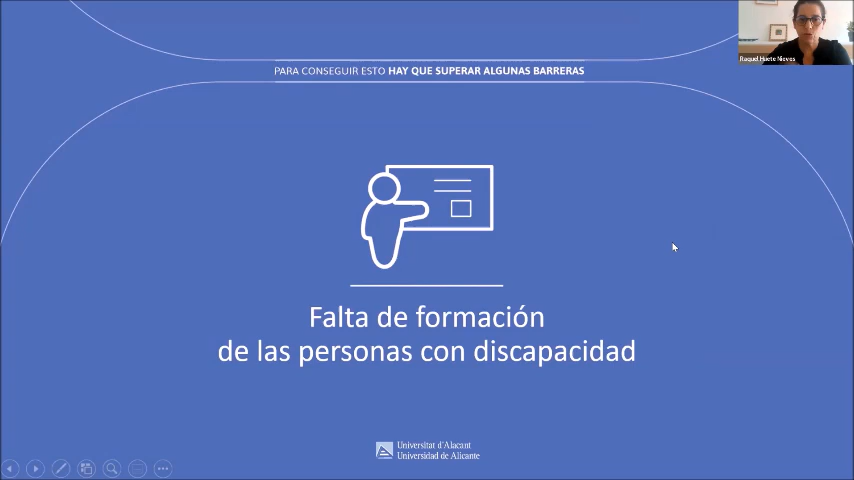 PARA CONSEGUIR ESTO HAY QUE SUPERAR ALGUNAS BARRERAS
Raquel Huete Nieves
Falta de formación
de las personas con discapacidad
Universitat d'Alacant
Universidad de Alicante